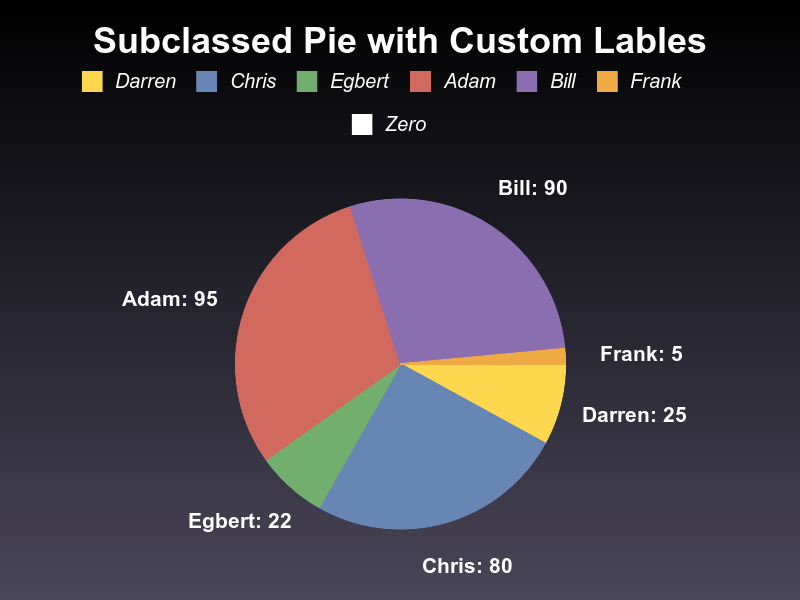 Subclassed Pie with Custom Lables
Darren Chris Egbert Adam Bill Frank
Zero
Bill: 90
Adam: 95
Frank: 5
Darren: 25
Egbert: 22
Chris: 80